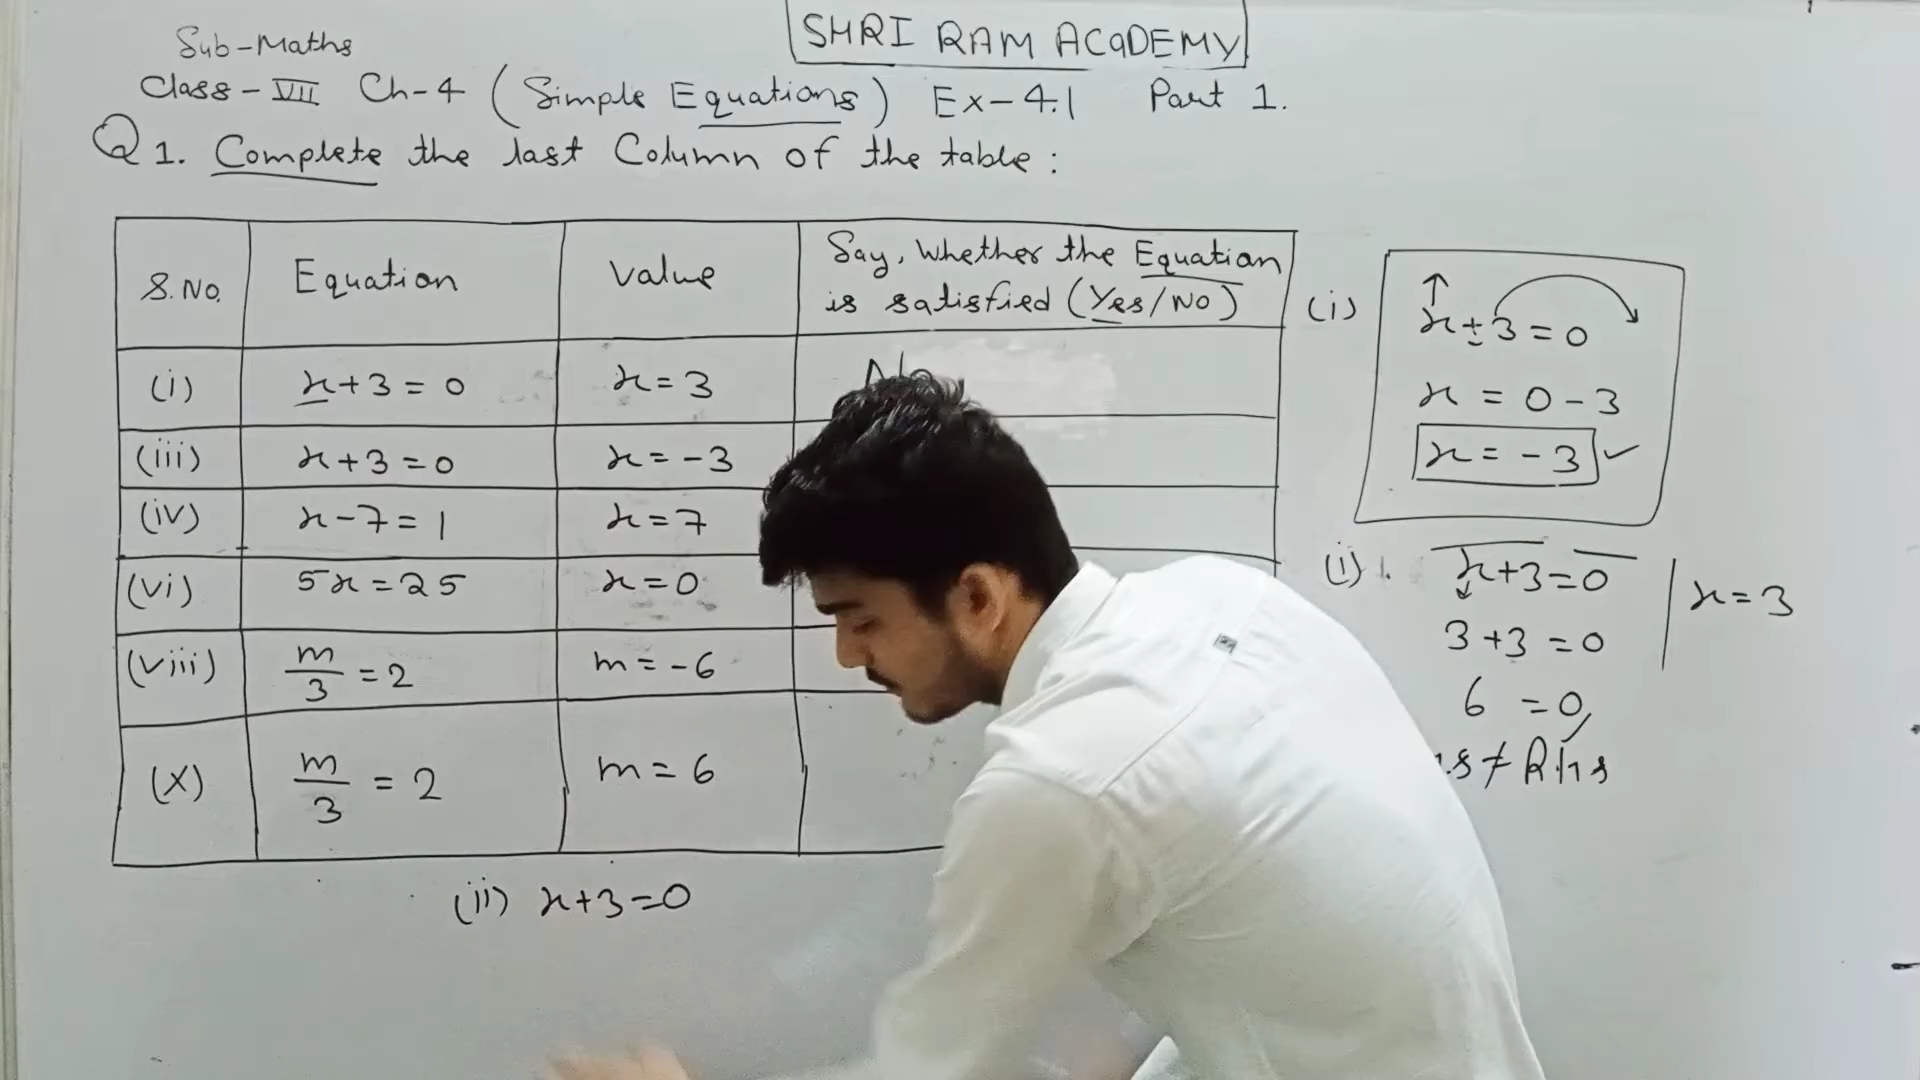 SHRI RAM ACADEMY
Sub-Maths
Class-VII Ch-4 (Simple Equations) Ex-4.1 Part 1.
Q1. Complete the last Column of the table:
S.No. Equation Value Say, Whether the Equation
is satisfied (Yes/No)
(i) x+3=0 x=3 No
(iii) x+3=0 x=-3
(iv) x-7=1 x=7
(vi) 5x=25 x=0
(viii) m/3=2 m=-6
(X) m/3=2 m=6
(ii) x+3=0
(i) x+3=0
x=0-3
x=-3 ✓
(i). x+3=0 x=3
3+3=0
6=0
≠Rhs